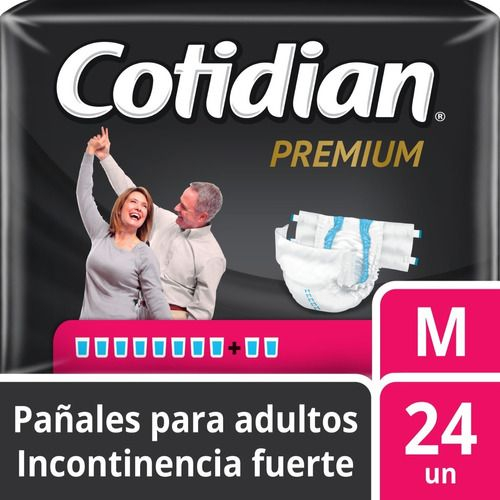 Cotidian®
PREMIUM
+
M
Pañales para adultos
Incontinencia fuerte
24
un